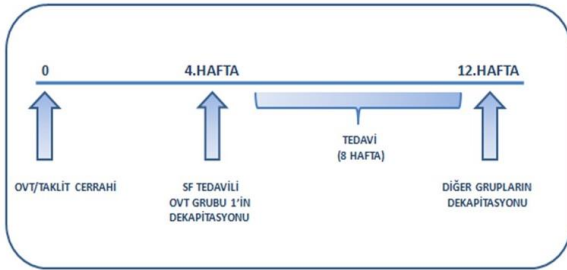 0
4.HAFTA
12.HAFTA
TEDAVİ
(8 HAFTA)
OVT/TAKLİT CERRAHİ
SF TEDAVİLİ
OVT GRUBU 1'İN
DEKAPİTASYONU
DİĞER GRUPLARIN
DEKAPİTASYONU